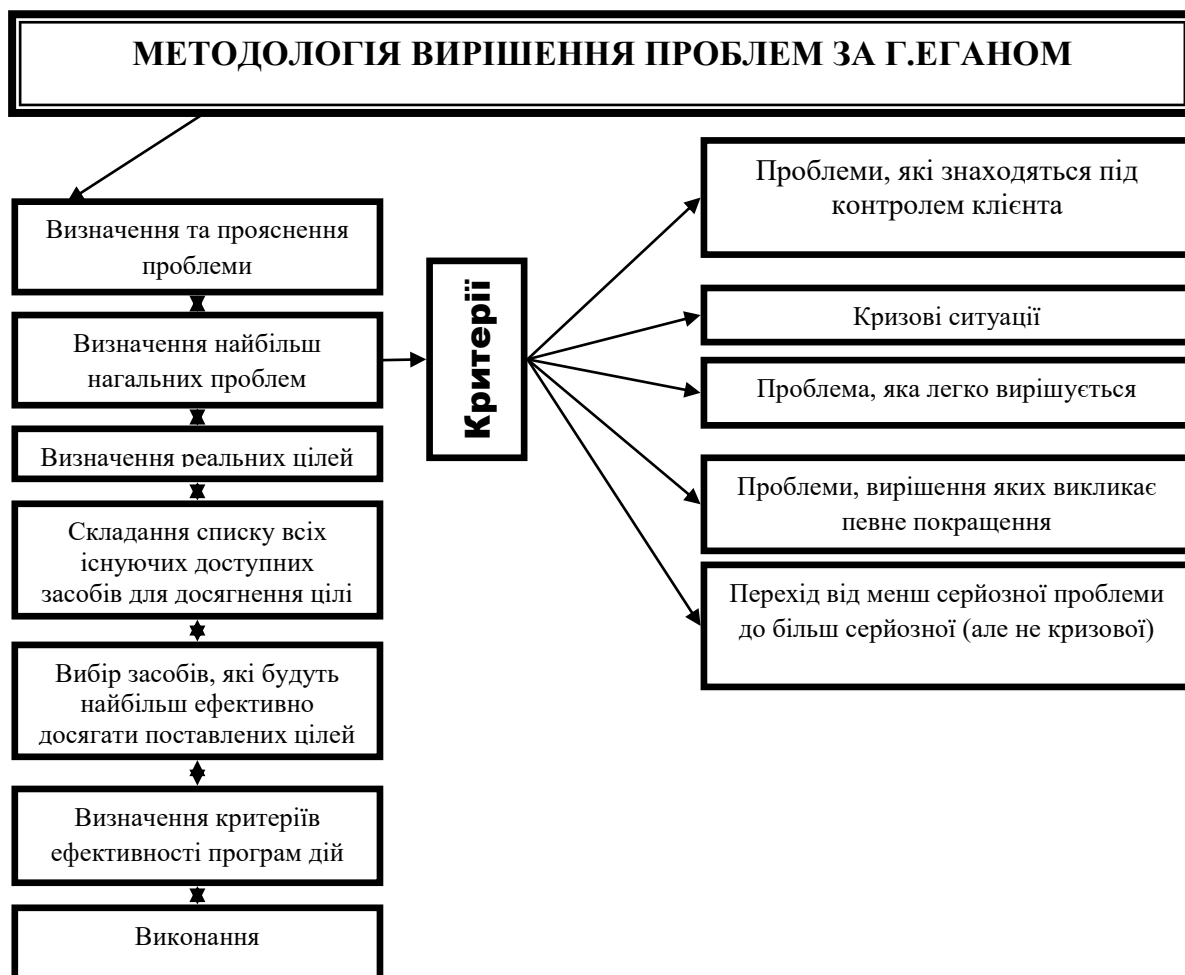 МЕТОДОЛОГІЯ ВИРІШЕННЯ ПРОБЛЕМ ЗА Г.ЕГАНОМ
Визначення та прояснення
проблеми
Визначення найбільш
нагальних проблем
Визначення реальних цілей
Складання списку всіх
існуючих доступних
засобів для досягнення цілі
Вибір засобів, які будуть
найбільш ефективно
досягати поставлених цілей
Визначення критеріїв
ефективності програм дій
Виконання
Критерії
Проблеми, які знаходяться під
контролем клієнта
Кризові ситуації
Проблема, яка легко вирішується
Проблеми, вирішення яких викликає
певне покращення
Перехід від менш серйозної проблеми
до більш серйозної (але не кризової)